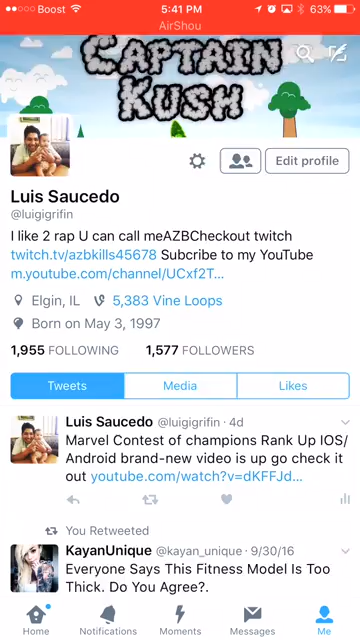 Boost 5:41 PM 63%
AirShou
CAPTAIN
KUSH
Edit profile
Luis Saucedo
@luigigrifin
I like 2 rap U can call meAZBCheckout twitch
twitch.tv/azbkills45678 Subcribe to my YouTube
m.youtube.com/channel/UCxf2T...
Elgin, IL 5,383 Vine Loops
Born on May 3, 1997
1,955 FOLLOWING 1,577 FOLLOWERS
Tweets Media Likes
Luis Saucedo @luigigrifin · 4d
Marvel Contest of champions Rank Up IOS/
Android brand-new video is up go check it
out youtube.com/watch?v=dKFFJd...
You Retweeted
KayanUnique @kayan_unique · 9/30/16
Everyone Says This Fitness Model Is Too
Thick. Do You Agree?.
Home Notifications Moments Messages Me